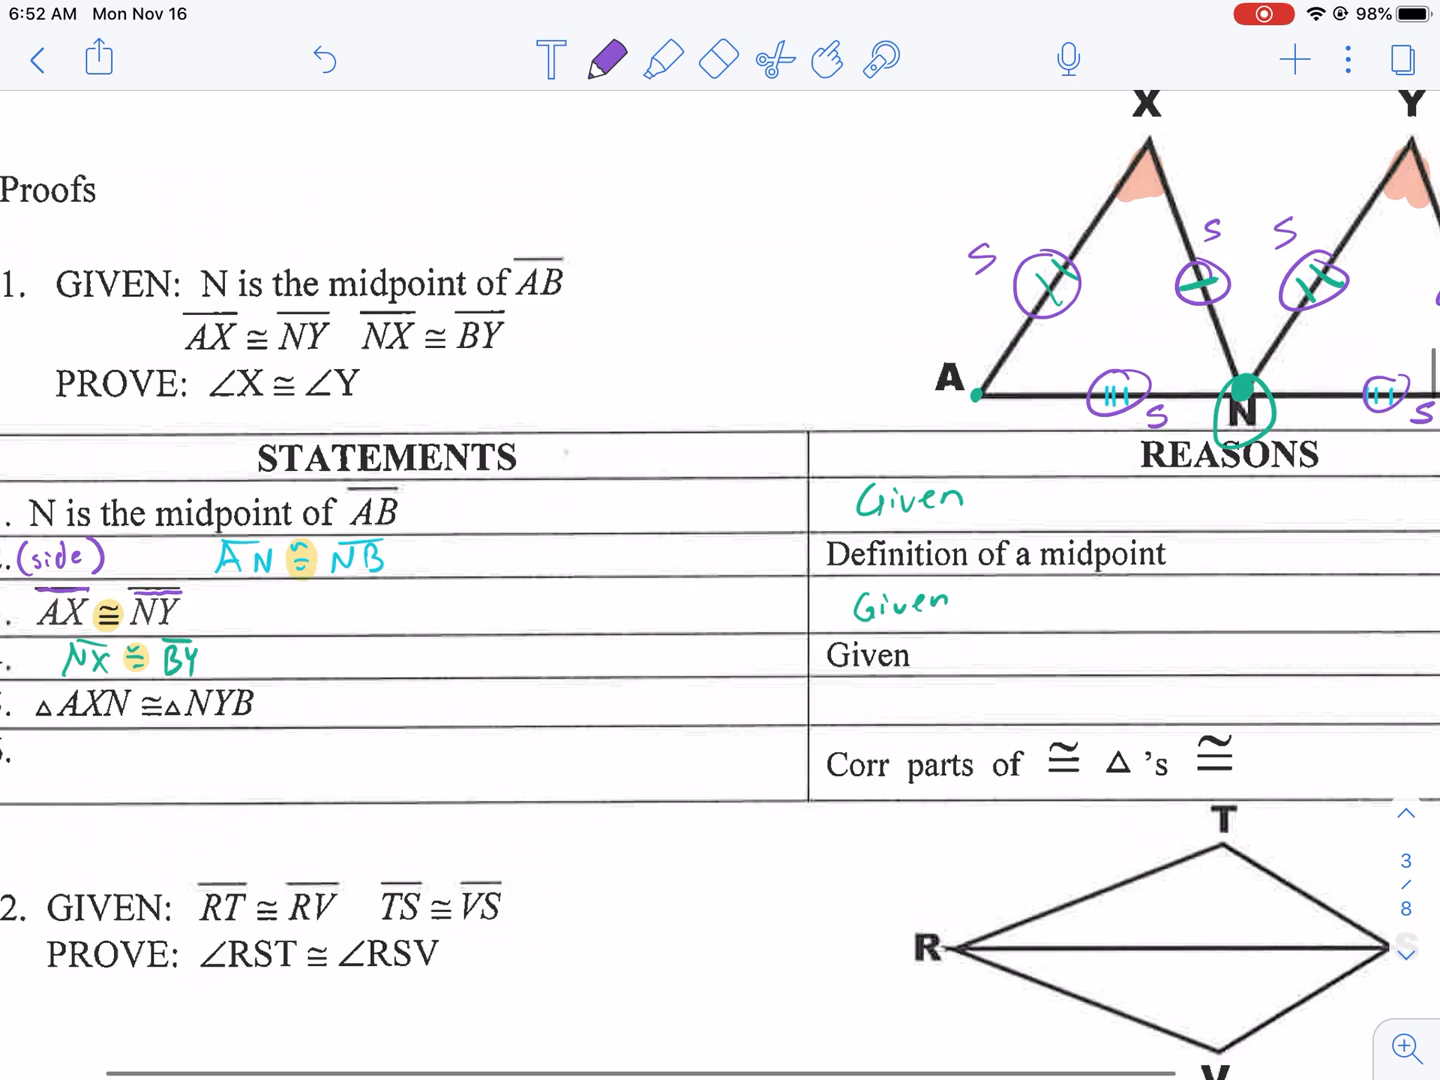 6:52 AM Mon Nov 16
98%
T
X Y
Proofs
S S S
1. GIVEN: N is the midpoint of AB
AX ≅ NY NX ≅ BY
PROVE: ∠X ≅ ∠Y
A
S N S
STATEMENTS REASONS
. N is the midpoint of AB Given
. (side) AN ≅ NB Definition of a midpoint
. AX ≅ NY Given
. NX ≅ BY Given
. △AXN ≅ △NYB
. Corr parts of ≅ △'s ≅
T
3
/
8
2. GIVEN: RT ≅ RV TS ≅ VS
PROVE: ∠RST ≅ ∠RSV
R S
V